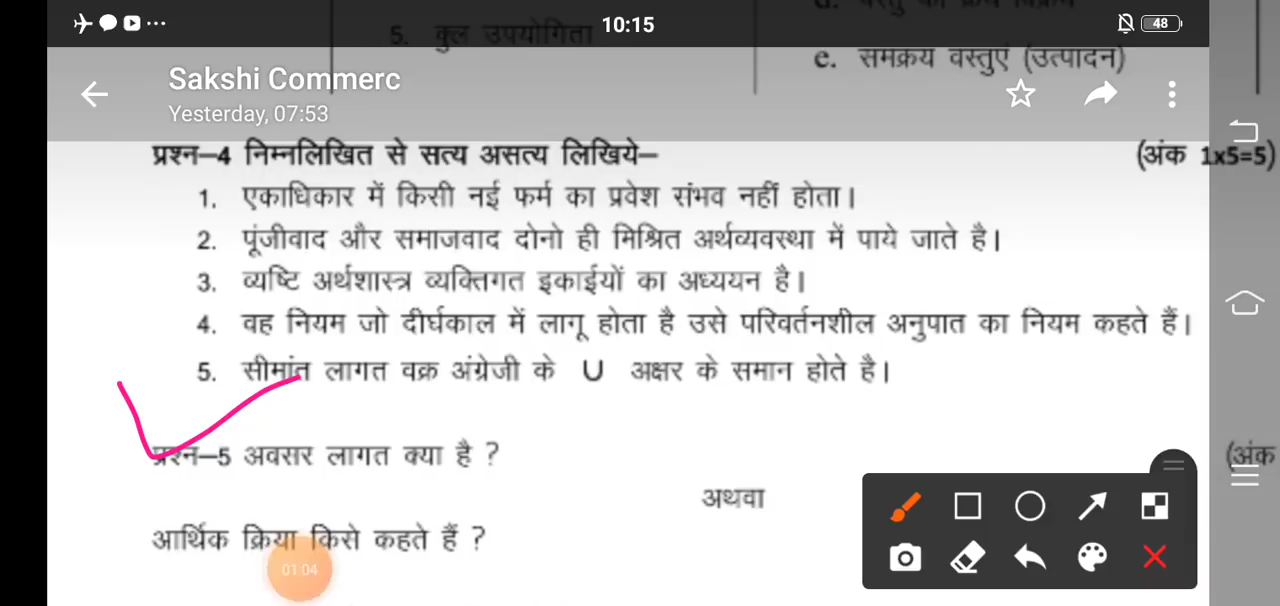 10:15
48
5. कुल उपयोगिता
e. समक्रय वस्तुएं (उत्पादन)
Sakshi Commerc
Yesterday, 07:53
प्रश्न–4 निम्नलिखित से सत्य असत्य लिखिये– (अंक 1x5=5)
1. एकाधिकार में किसी नई फर्म का प्रवेश संभव नहीं होता।
2. पूंजीवाद और समाजवाद दोनो ही मिश्रित अर्थव्यवस्था में पाये जाते है।
3. व्यष्टि अर्थशास्त्र व्यक्तिगत इकाईयों का अध्ययन है।
4. वह नियम जो दीर्घकाल में लागू होता है उसे परिवर्तनशील अनुपात का नियम कहते हैं।
5. सीमांत लागत वक्र अंग्रेजी के U अक्षर के समान होते है।
प्रश्न–5 अवसर लागत क्या है ? (अंक
अथवा
आर्थिक क्रिया किसे कहते हैं ?
01:04